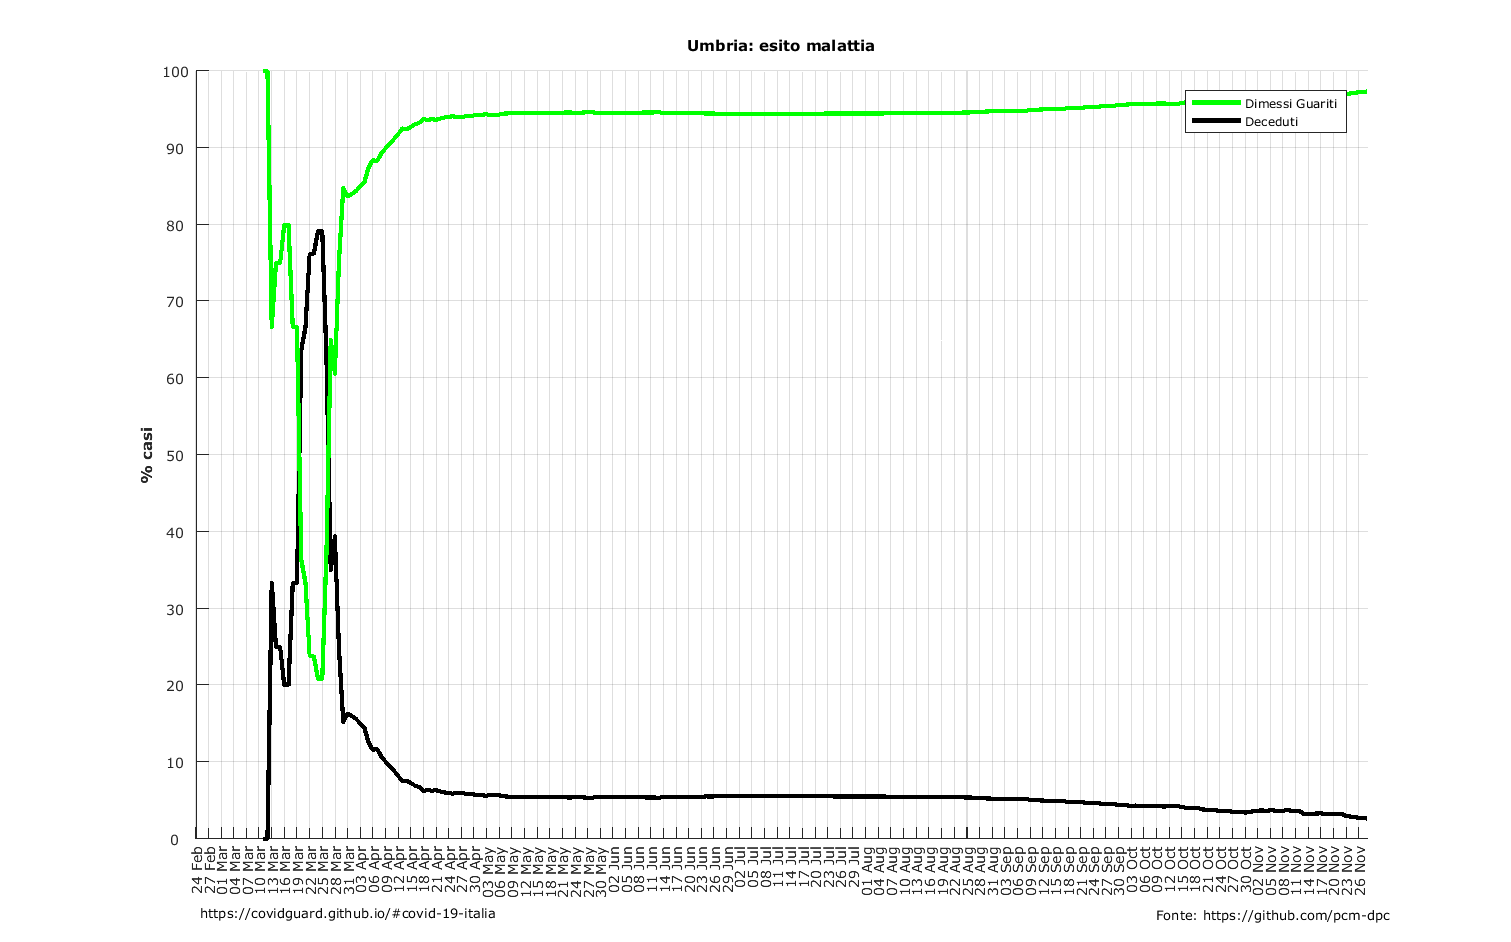 Umbria: esito malattia
100
90
80
70
60
50
40
30
20
10
0
% casi
Dimessi Guariti
Deceduti
24 Feb
27 Feb
01 Mar
04 Mar
07 Mar
10 Mar
13 Mar
16 Mar
19 Mar
22 Mar
25 Mar
28 Mar
31 Mar
03 Apr
06 Apr
09 Apr
12 Apr
15 Apr
18 Apr
21 Apr
24 Apr
27 Apr
30 Apr
03 May
06 May
09 May
12 May
15 May
18 May
21 May
24 May
27 May
30 May
02 Jun
05 Jun
08 Jun
11 Jun
14 Jun
17 Jun
20 Jun
23 Jun
26 Jun
29 Jun
02 Jul
05 Jul
08 Jul
11 Jul
14 Jul
17 Jul
20 Jul
23 Jul
26 Jul
29 Jul
01 Aug
04 Aug
07 Aug
10 Aug
13 Aug
16 Aug
19 Aug
22 Aug
25 Aug
28 Aug
31 Aug
03 Sep
06 Sep
09 Sep
12 Sep
15 Sep
18 Sep
21 Sep
24 Sep
27 Sep
30 Sep
03 Oct
06 Oct
09 Oct
12 Oct
15 Oct
18 Oct
21 Oct
24 Oct
27 Oct
30 Oct
02 Nov
05 Nov
08 Nov
11 Nov
14 Nov
17 Nov
20 Nov
23 Nov
26 Nov
https://covidguard.github.io/#covid-19-italia
Fonte: https://github.com/pcm-dpc